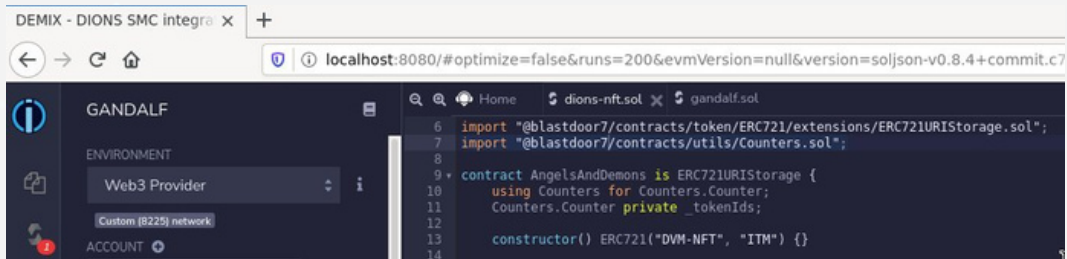 DEMIX - DIONS SMC integra
localhost:8080/#optimize=false&runs=200&evmVersion=null&version=soljson-v0.8.4+commit.c7
GANDALF
Home dions-nft.sol gandalf.sol
ENVIRONMENT
Web3 Provider
i
Custom (8225) network
ACCOUNT
1
6 import "@blastdoor7/contracts/token/ERC721/extensions/ERC721URIStorage.sol";
7 import "@blastdoor7/contracts/utils/Counters.sol";
8
9 contract AngelsAndDemons is ERC721URIStorage {
10 using Counters for Counters.Counter;
11 Counters.Counter private _tokenIds;
12
13 constructor() ERC721("DVM-NFT", "ITM") {}
14